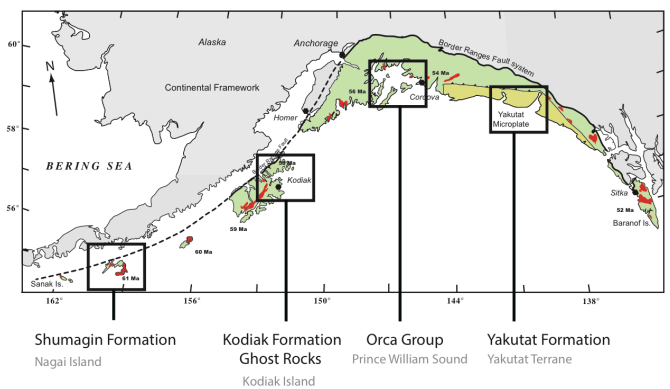 60°
58°
56°
Alaska
Anchorage
Border Ranges Fault system
N
Continental Framework
56 Ma
54 Ma
Cordova
Homer
Yakutat
Microplate
BERING SEA
Kodiak
Sitka
59 Ma
60 Ma
52 Ma
Baranof Is.
61 Ma
Sanak Is.
162°
156°
150°
144°
138°
Shumagin Formation
Nagai Island
Kodiak Formation
Ghost Rocks
Kodiak Island
Orca Group
Prince William Sound
Yakutat Formation
Yakutat Terrane